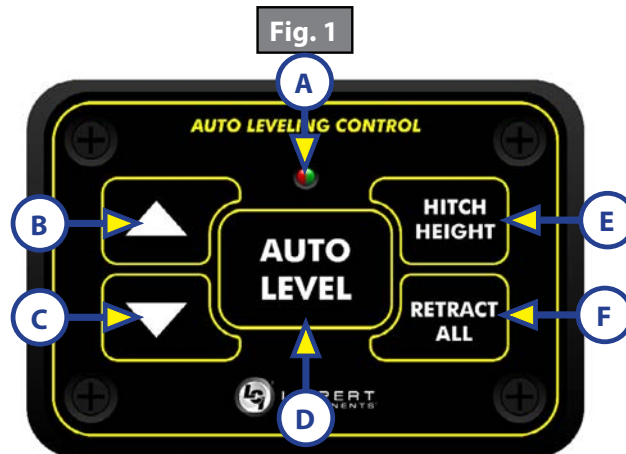 Fig. 1
A
AUTO LEVELING CONTROL
B
HITCH
HEIGHT
E
AUTO
LEVEL
C
RETRACT
ALL
F
D